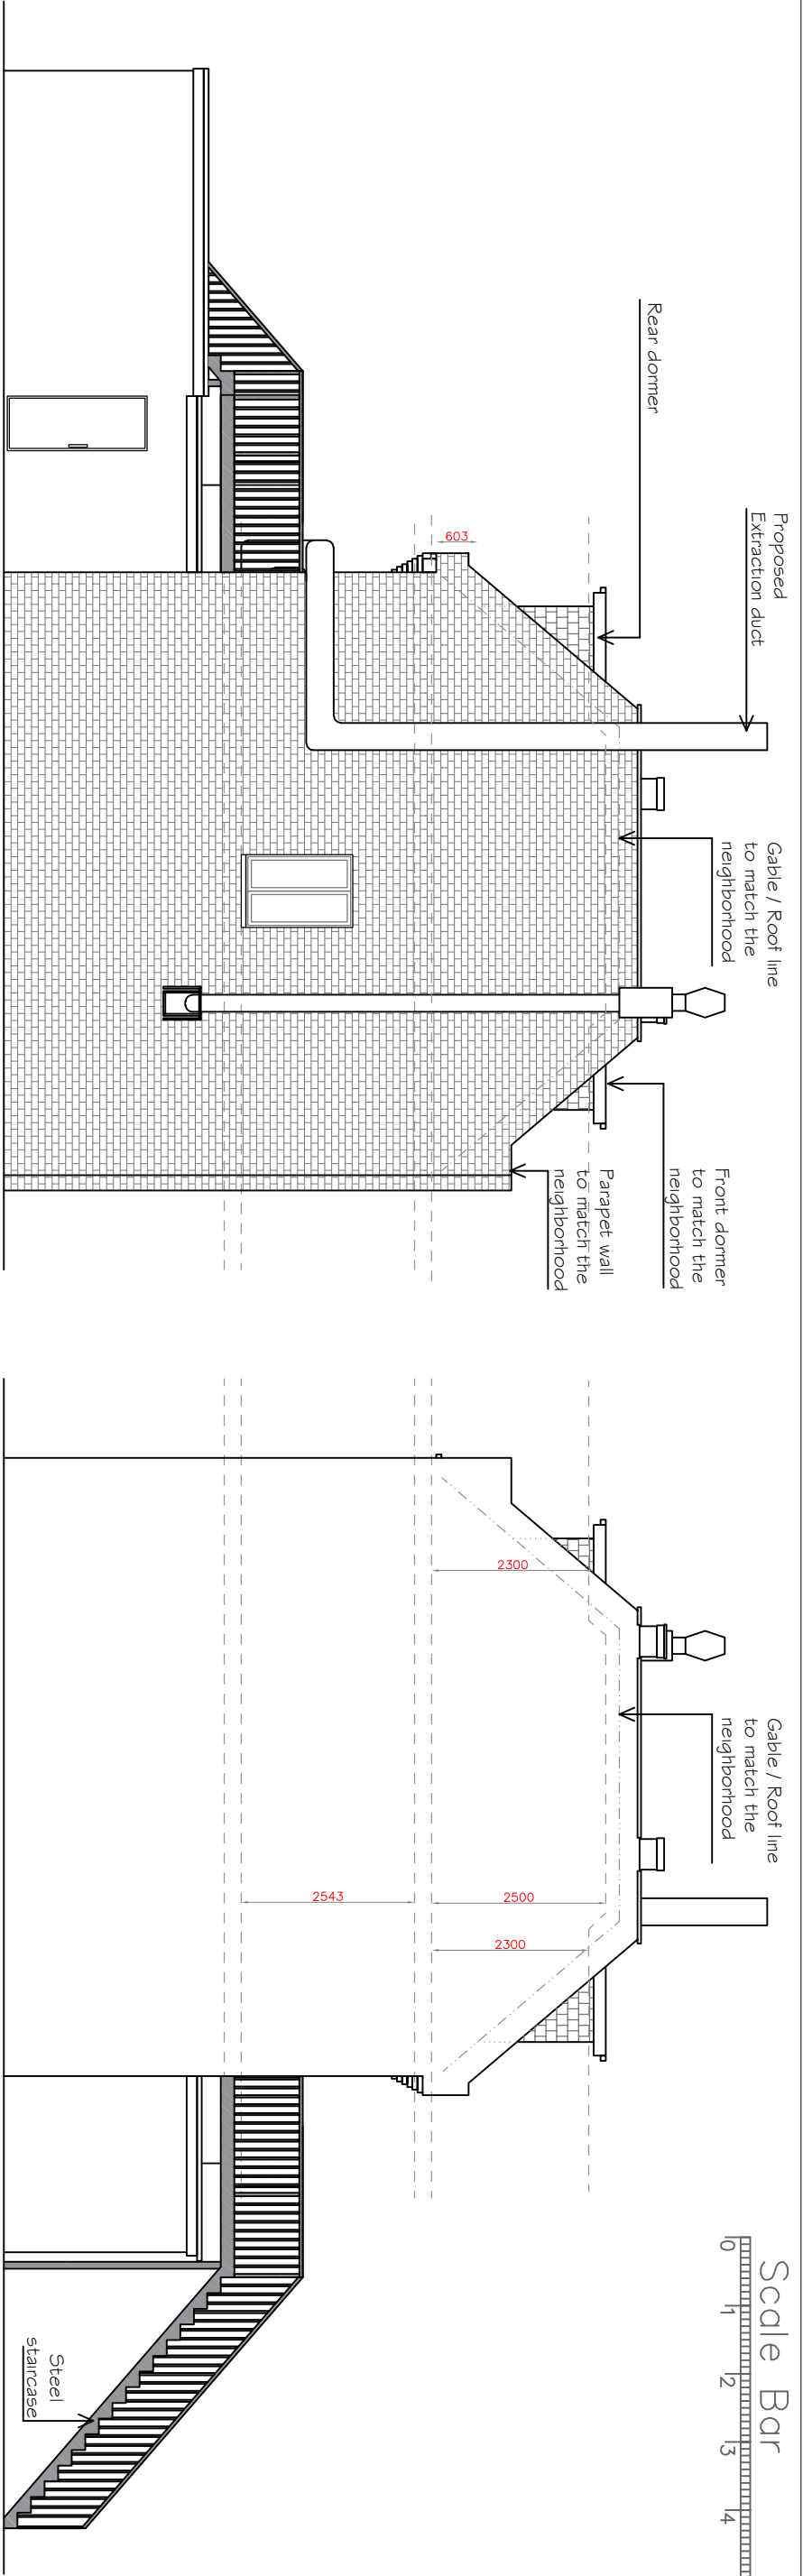 Proposed
Extraction duct
Rear dormer
603
Gable / Roof line
to match the
neighborhood
Front dormer
to match the
neighborhood
Parapet wall
to match the
neighborhood
Gable / Roof line
to match the
neighborhood
2300
2543
2500
2300
Scale Bar
0 1 2 3 4
Steel
staircase